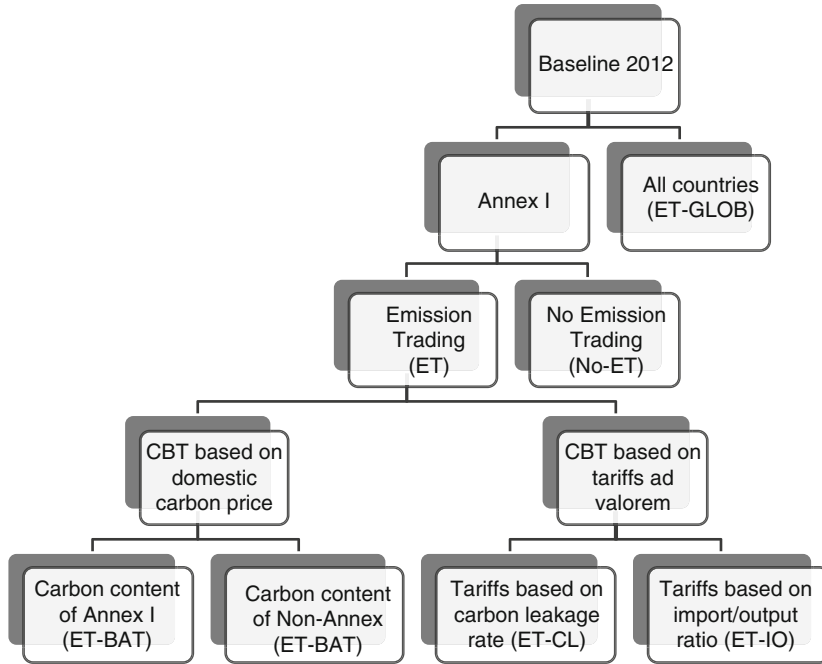 Baseline 2012
Annex I
All countries
(ET-GLOB)
Emission
Trading
(ET)
No Emission
Trading
(No-ET)
CBT based on
domestic
carbon price
CBT based on
tariffs ad
valorem
Carbon content
of Annex I
(ET-BAT)
Carbon content
of Non-Annex
(ET-BAT)
Tariffs based on
carbon leakage
rate (ET-CL)
Tariffs based on
import/output
ratio (ET-IO)